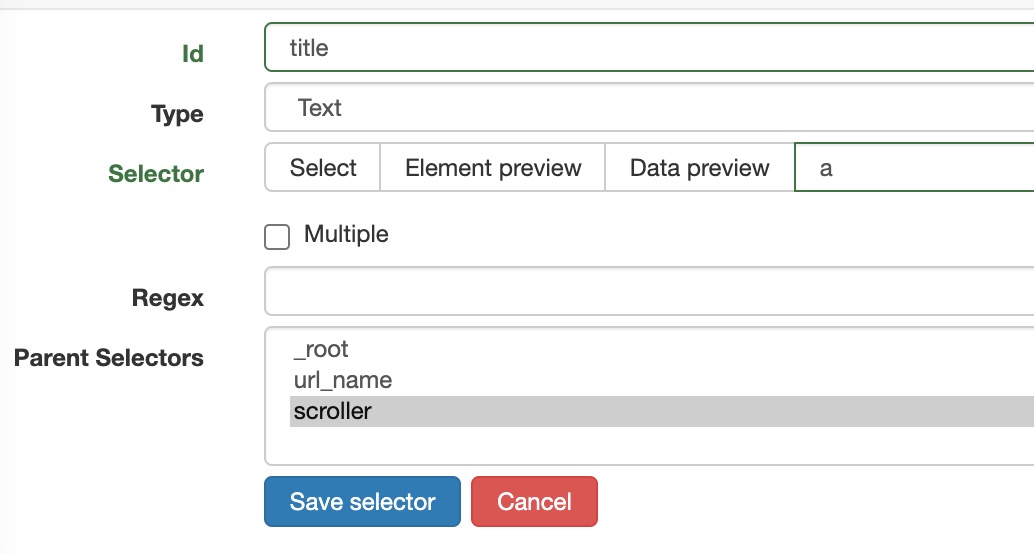 Id title
Type Text
Selector Select Element preview Data preview a
Multiple
Regex
Parent Selectors _root
url_name
scroller
Save selector Cancel